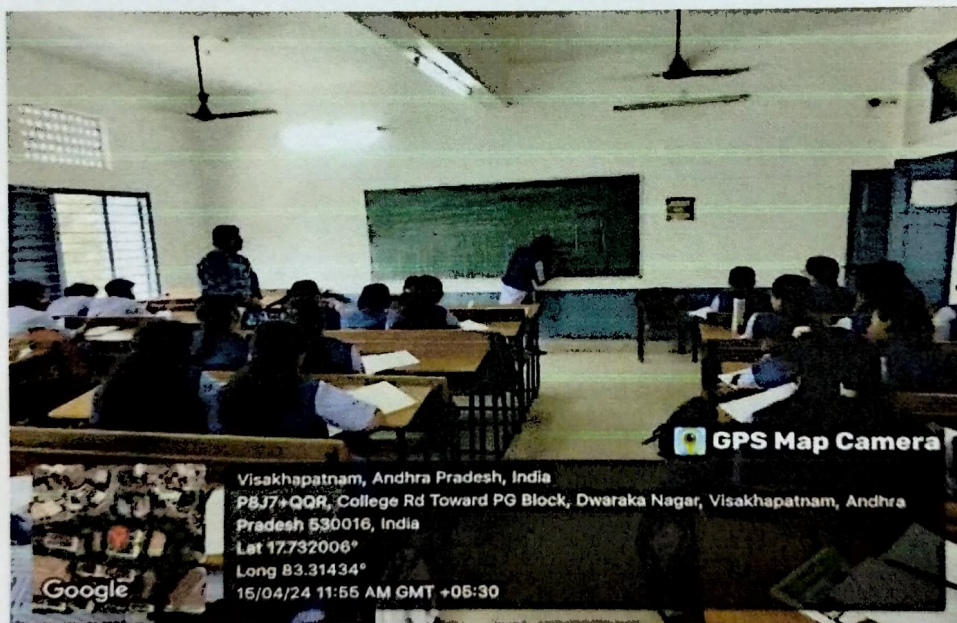 GPS Map Camera
Visakhapatnam, Andhra Pradesh, India
P8J7+QQR, College Rd Toward PG Block, Dwaraka Nagar, Visakhapatnam, Andhra
Pradesh 530016, India
Lat 17.732006°
Long 83.31434°
15/04/24 11:55 AM GMT +05:30
Google